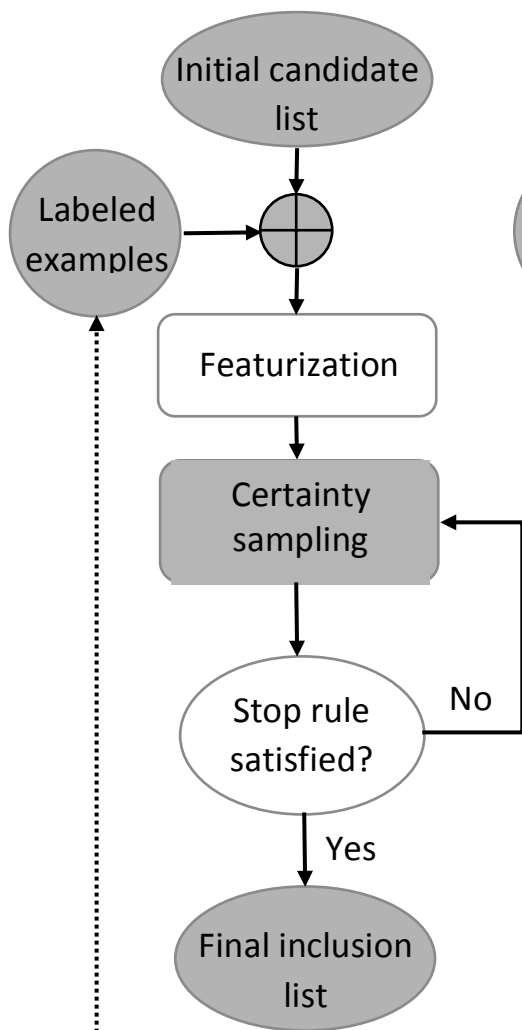 Initial candidate
list
Labeled
examples
Featurization
Certainty
sampling
Stop rule
satisfied?
No
Yes
Final inclusion
list